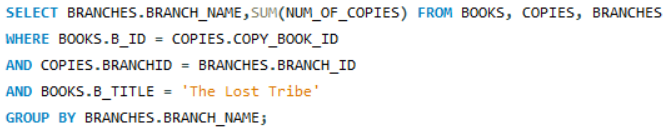 SELECT BRANCHES.BRANCH_NAME,SUM(NUM_OF_COPIES) FROM BOOKS, COPIES, BRANCHES
WHERE BOOKS.B_ID = COPIES.COPY_BOOK_ID
AND COPIES.BRANCHID = BRANCHES.BRANCH_ID
AND BOOKS.B_TITLE = 'The Lost Tribe'
GROUP BY BRANCHES.BRANCH_NAME;